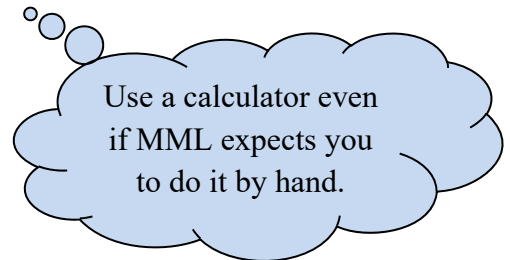 Use a calculator even
if MML expects you
to do it by hand.